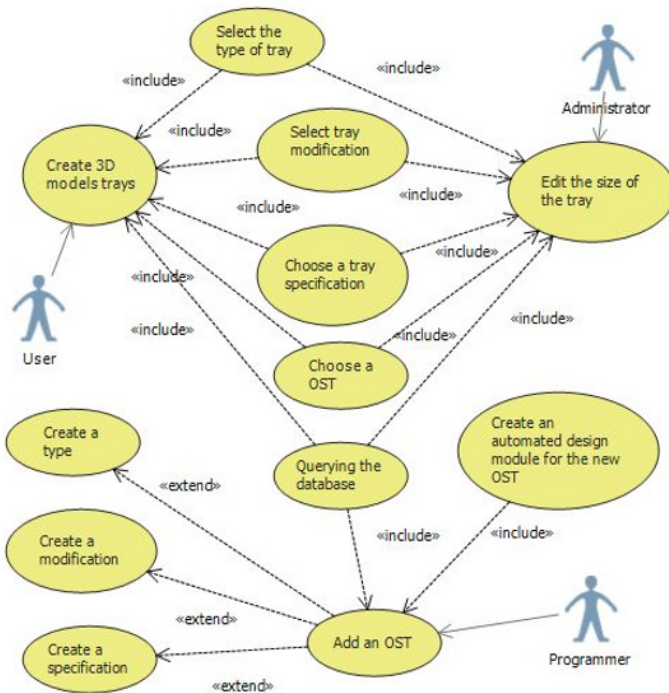 Select the
type of tray
«include»
«include»
Administrator
«include»
Select tray
modification
Create 3D
models trays
«include»
Edit the size of
the tray
«include»
«include»
Choose a tray
specification
«include»
«include»
«include»
«include»
User
Choose a
OST
Create a
type
Create an
automated design
module for the new
OST
Querying the
database
«extend»
«include»
«include»
Create a
modification
«extend»
Add an OST
Create a
specification
Programmer
«extend»